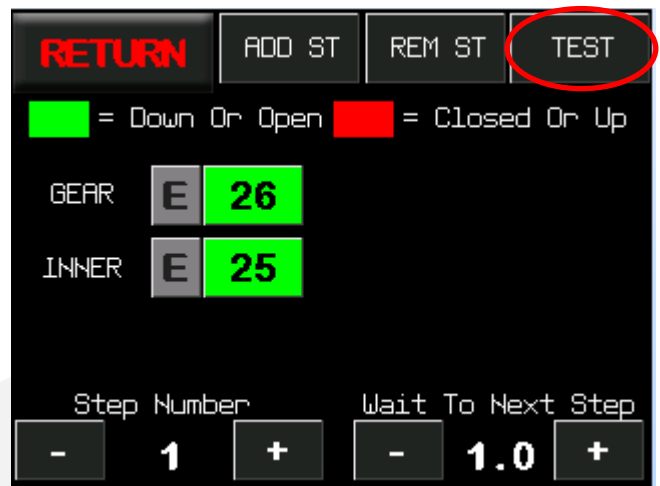 RETURN ADD ST REM ST TEST
= Down Or Open = Closed Or Up
GEAR E 26
INNER E 25
Step Number Wait To Next Step
- 1 + - 1.0 +